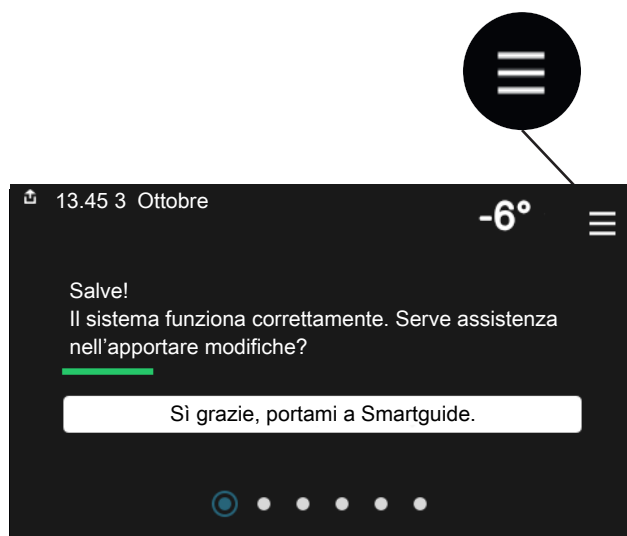 13.45 3 Ottobre
-6°
Salve!
Il sistema funziona correttamente. Serve assistenza
nell'apportare modifiche?
Sì grazie, portami a Smartguide.